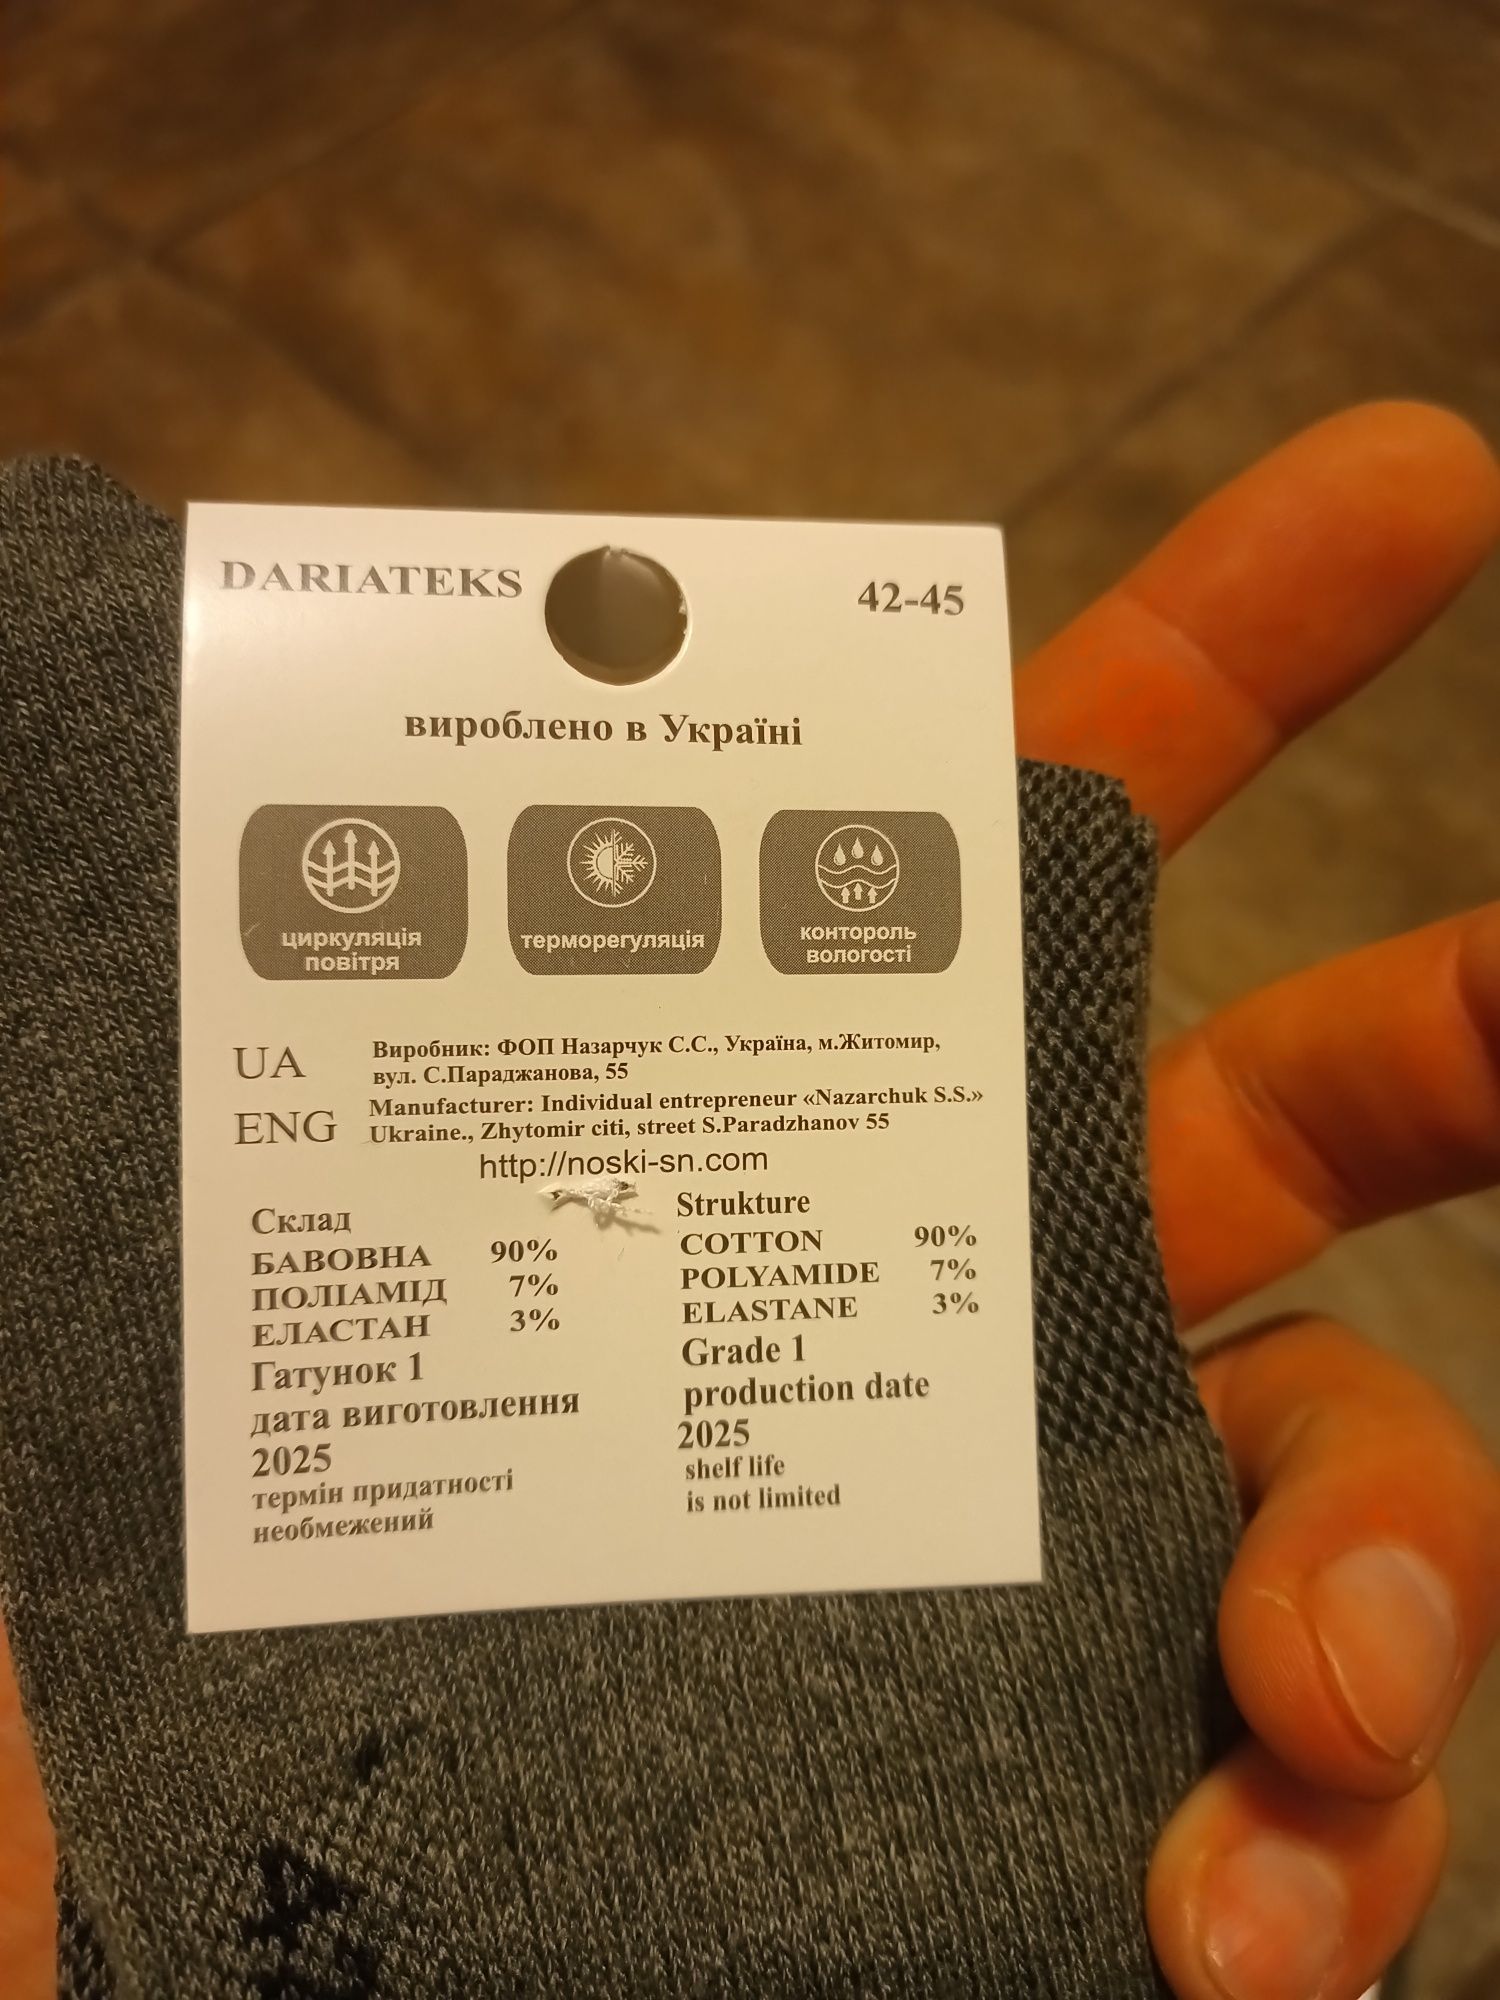 DARIATEKS
42-45
вироблено в Україні
циркуляція
повітря
терморегуляція
контороль
вологості
UA
Виробник: ФОП Назарчук С.С., Україна, м.Житомир,
вул. С.Параджанова, 55
ENG
Manufacturer: Individual entrepreneur «Nazarchuk S.S.»
Ukraine., Zhytomir citi, street S.Paradzhanov 55
http://noski-sn.com
Склад
БАВОВНА 90%
ПОЛІАМІД 7%
ЕЛАСТАН 3%
Гатунок 1
дата виготовлення
2025
термін придатності
необмежений
Strukture
COTTON 90%
POLYAMIDE 7%
ELASTANE 3%
Grade 1
production date
2025
shelf life
is not limited